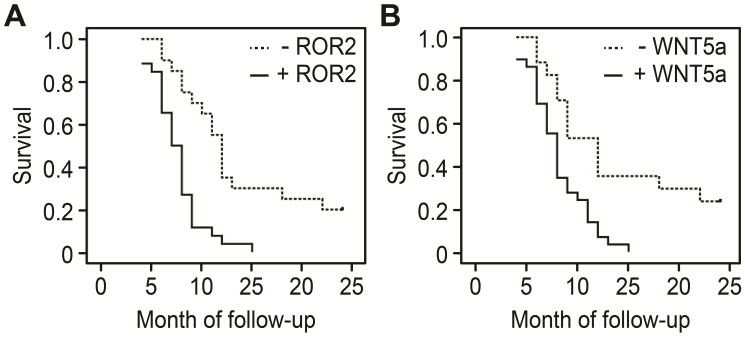 A
1.0
0.8
0.6
0.4
0.2
0
Survival
- ROR2
+ ROR2
0 5 10 25 20 25
Month of follow-up
B
1.0
0.8
0.6
0.4
0.2
0
Survival
- WNT5a
+ WNT5a
0 5 10 25 20 25
Month of follow-up